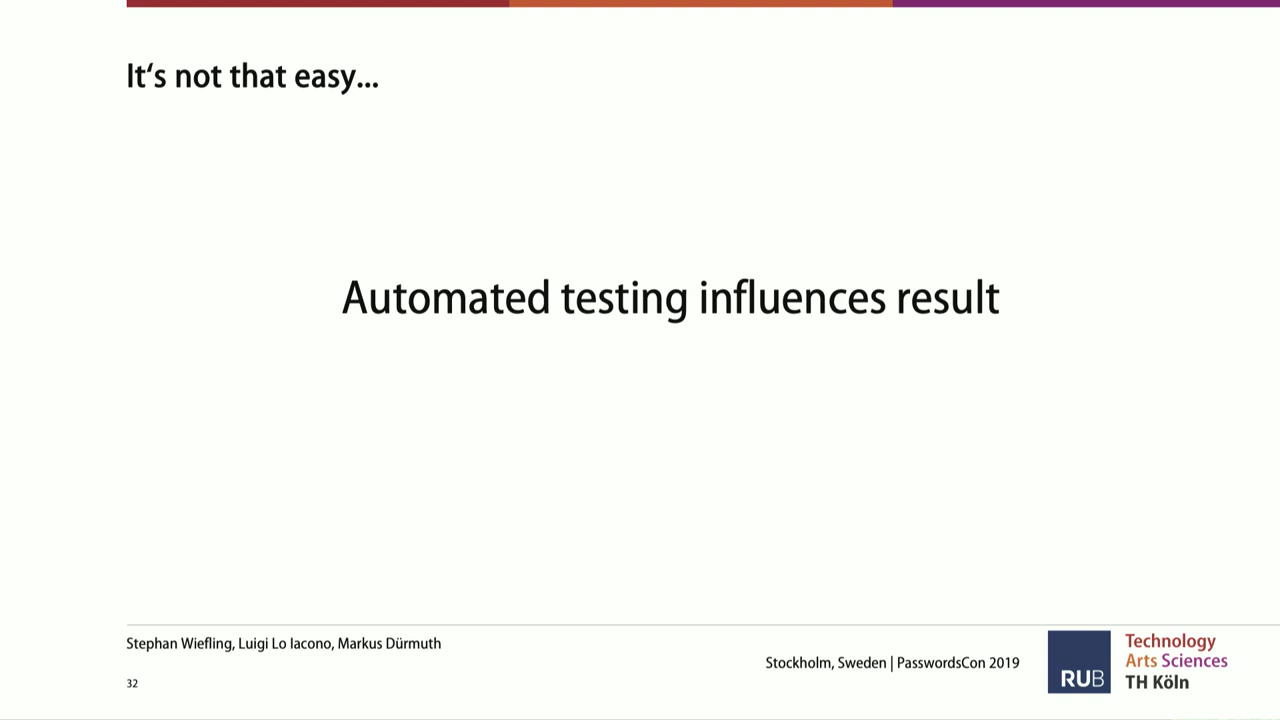 It‘s not that easy...
Automated testing influences result
Stephan Wiefling, Luigi Lo Iacono, Markus Dürmuth
Stockholm, Sweden | PasswordsCon 2019
32
RUB
Technology
Arts Sciences
TH Köln